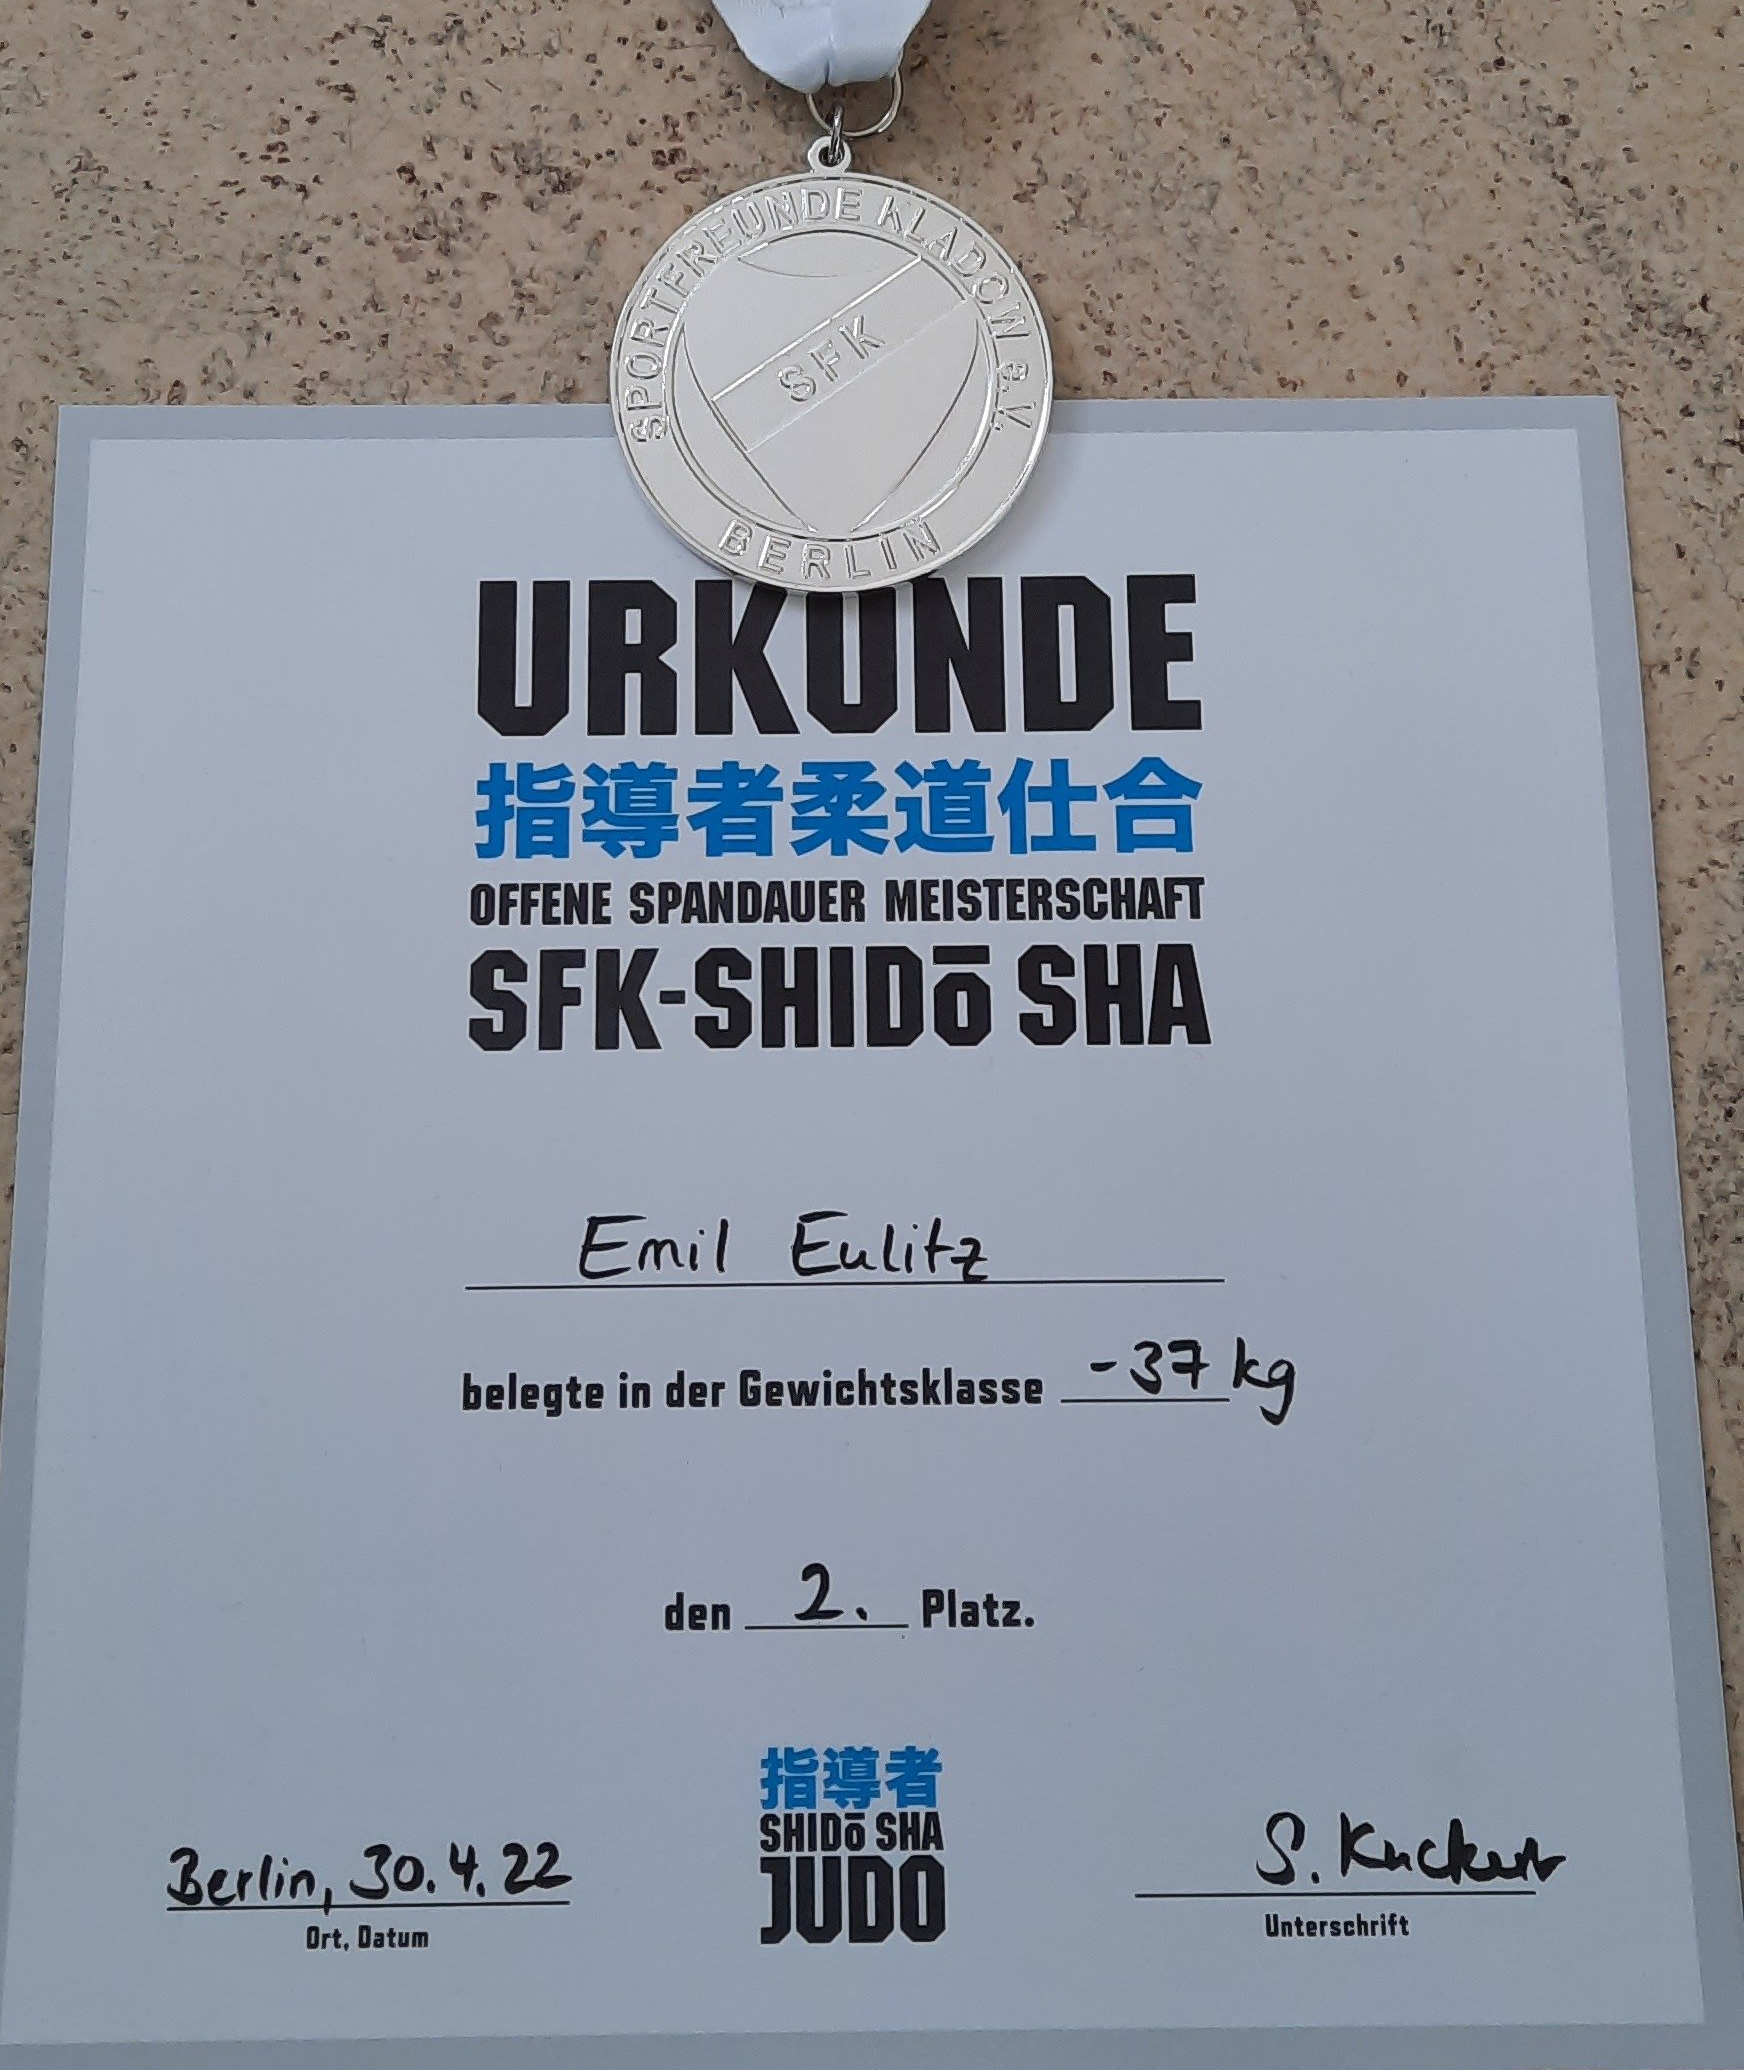 SPORTFREUNDE KLADOW e.V.
SFK
BERLIN
URKUNDE
指導者柔道仕合
OFFENE SPANDAUER MEISTERSCHAFT
SFK-SHIDō SHA
Emil Eulitz
belegte in der Gewichtsklasse -37 kg
den 2. Platz.
指導者
SHIDō SHA
JUDO
Berlin, 30.4.22
Ort, Datum
S.
Unterschrift